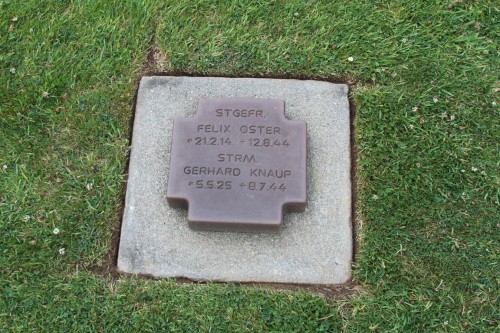 STGEFR.
FELIX OSTER
*21.2.14 +12.8.44
STRM.
GERHARD KNAUP
*5.5.25 +8.7.44